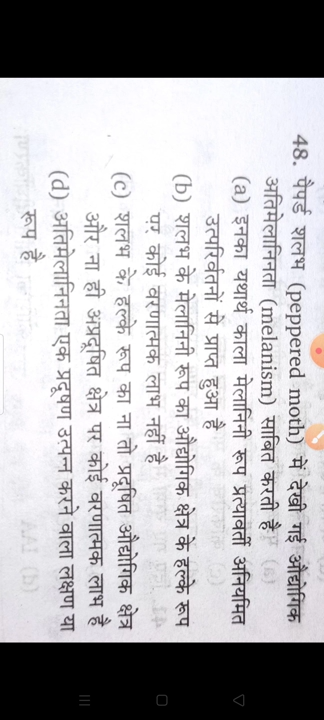 48. पैपर्ड शलभ (peppered moth) में देखी गई औद्योगिक
अतिमेलानिनता (melanism) साबित करती है
(a) इनका यथार्थ काला मेलानिनी रूप प्रत्यावर्ती अनियमित
उत्परिवर्तनों से प्राप्त हुआ है
(b) शलभ के मेलानिनी रूप का औद्योगिक क्षेत्र के हल्के रूप
पर कोई वरणात्मक लाभ नहीं है
(c) शलभ के हल्के रूप का ना तो प्रदूषित औद्योगिक क्षेत्र
और ना ही अप्रदूषित क्षेत्र पर कोई वरणात्मक लाभ है
(d) अतिमेलानिनता एक प्रदूषण उत्पन्न करने वाला लक्षण या
रूप है